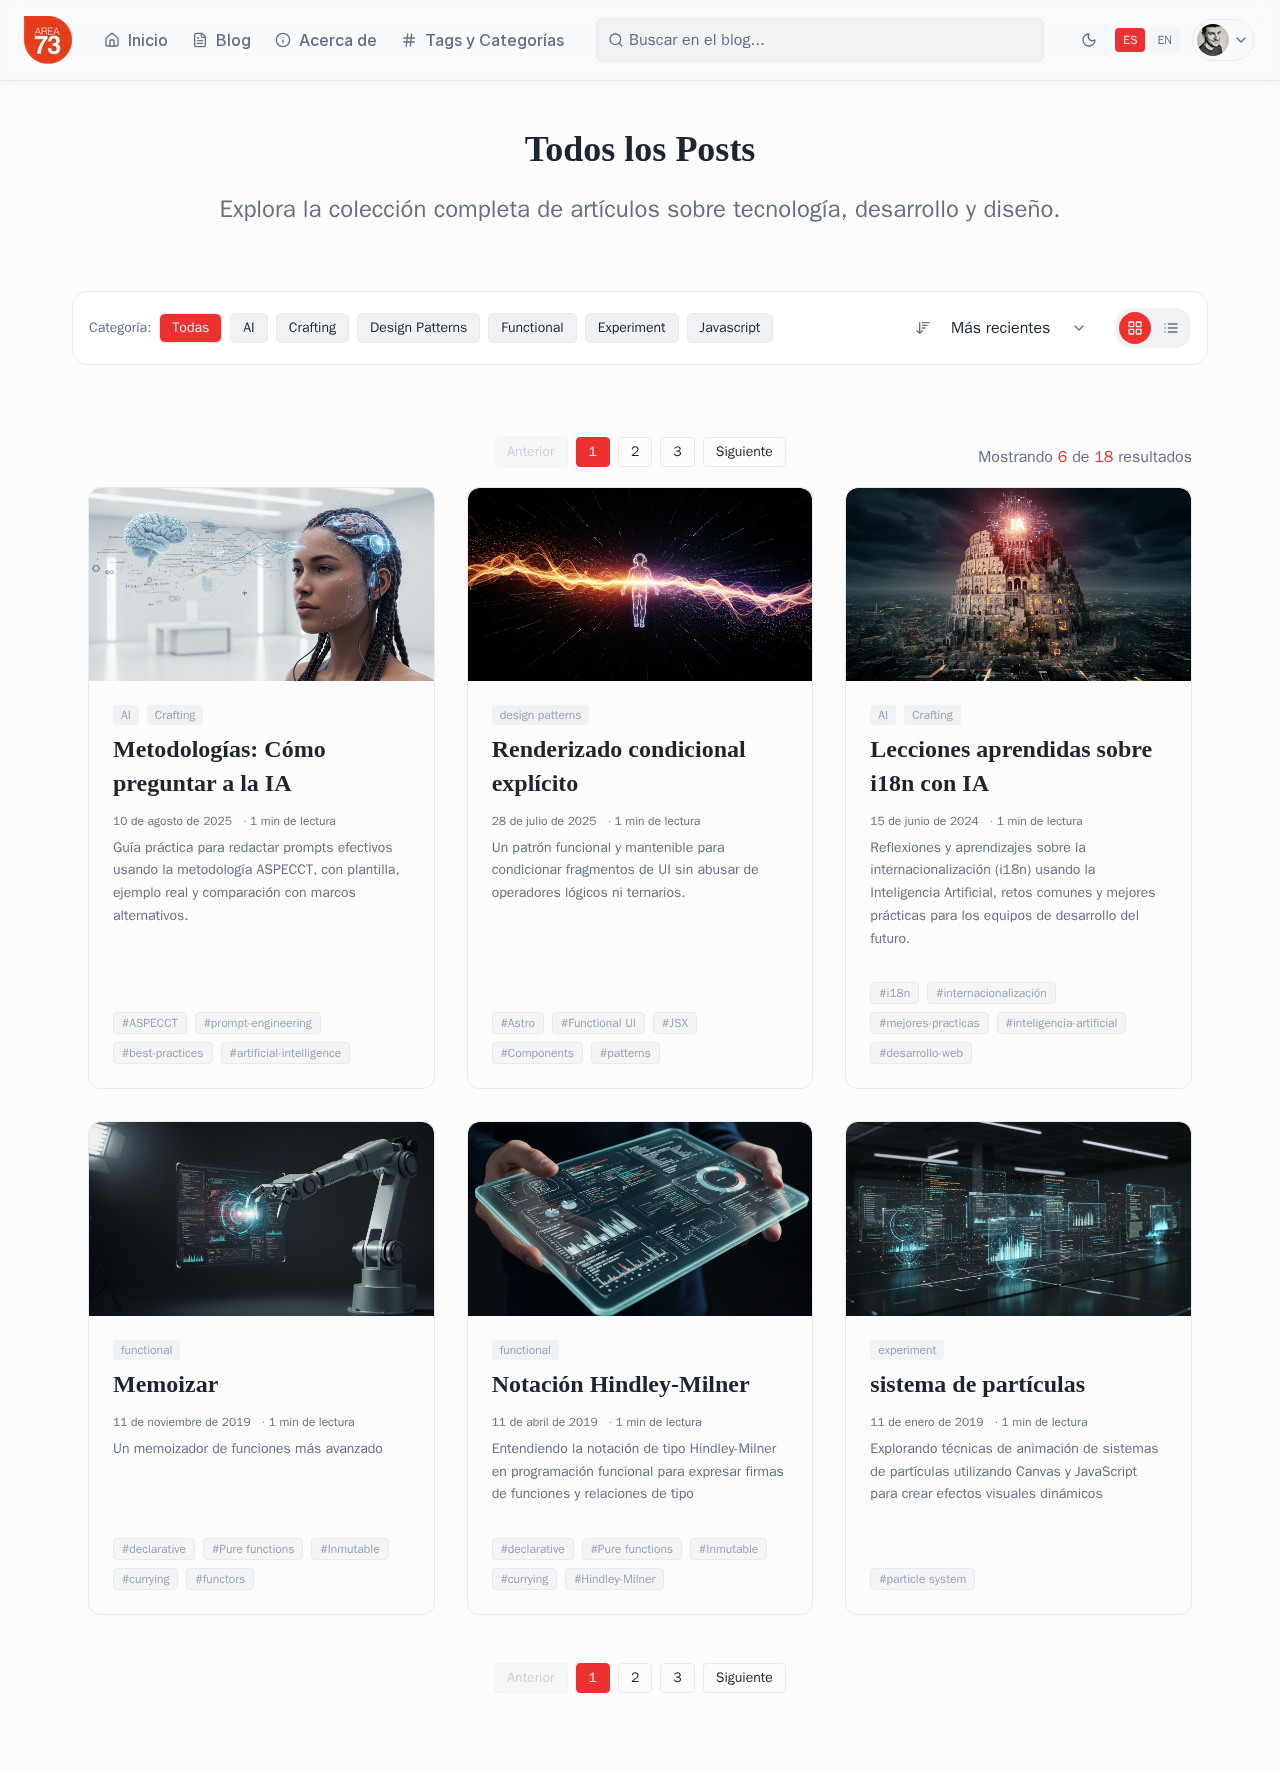 AREA
73
Inicio
Blog
Acerca de
Tags y Categorías
Buscar en el blog...
ES
EN
Todos los Posts
Explora la colección completa de artículos sobre tecnología, desarrollo y diseño.
Categoría:
Todas
AI
Crafting
Design Patterns
Functional
Experiment
Javascript
Más recientes
Anterior
1
2
3
Siguiente
Mostrando 6 de 18 resultados
AI
Crafting
Metodologías: Cómo
preguntar a la IA
10 de agosto de 2025 · 1 min de lectura
Guía práctica para redactar prompts efectivos
usando la metodología ASPECCT, con plantilla,
ejemplo real y comparación con marcos
alternativos.
#ASPECCT #prompt-engineering
#best-practices #artificial-intelligence
design patterns
Renderizado condicional
explícito
28 de julio de 2025 · 1 min de lectura
Un patrón funcional y mantenible para
condicionar fragmentos de UI sin abusar de
operadores lógicos ni ternarios.
#Astro #Functional UI #JSX
#Components #patterns
IA
AI
Crafting
Lecciones aprendidas sobre
i18n con IA
15 de junio de 2024 · 1 min de lectura
Reflexiones y aprendizajes sobre la
internacionalización (i18n) usando la
Inteligencia Artificial, retos comunes y mejores
prácticas para los equipos de desarrollo del
futuro.
#i18n #internacionalización
#mejores-practicas #inteligencia-artificial
#desarrollo-web
functional
Memoizar
11 de noviembre de 2019 · 1 min de lectura
Un memoizador de funciones más avanzado
#declarative #Pure functions #Inmutable
#currying #functors
functional
Notación Hindley-Milner
11 de abril de 2019 · 1 min de lectura
Entendiendo la notación de tipo Hindley-Milner
en programación funcional para expresar firmas
de funciones y relaciones de tipo
#declarative #Pure functions #Inmutable
#currying #Hindley-Milner
experiment
sistema de partículas
11 de enero de 2019 · 1 min de lectura
Explorando técnicas de animación de sistemas
de partículas utilizando Canvas y JavaScript
para crear efectos visuales dinámicos
#particle system
Anterior
1
2
3
Siguiente